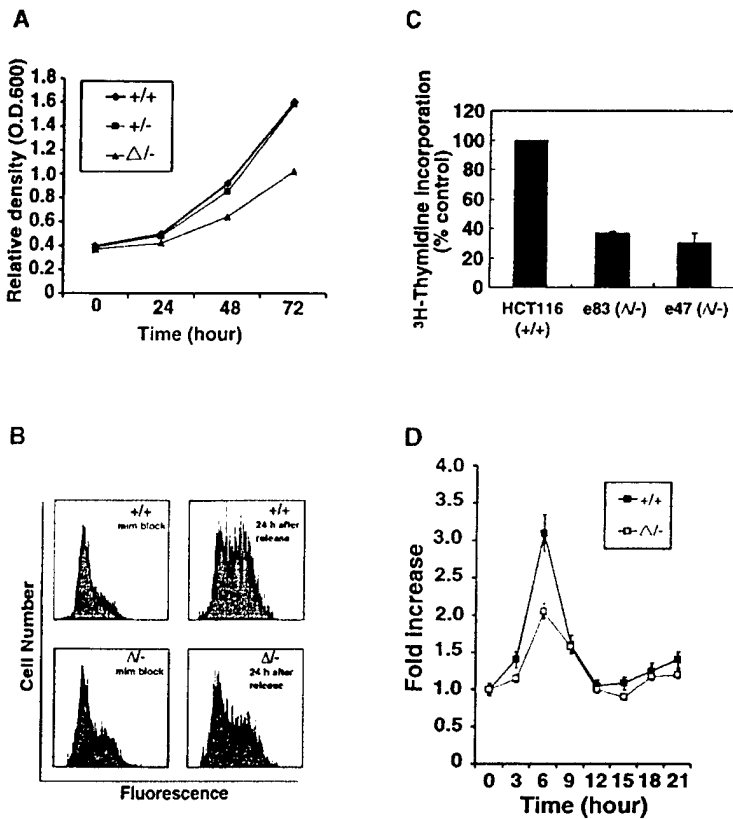 A
Relative density (O.D.600)
1.8
1.6
1.4
1.2
1.0
0.8
0.6
0.4
0.2
0
+/+
+/-
△/-
0 24 48 72
Time (hour)
C
³H-Thymidine Incorporation
(% control)
120
100
80
60
40
20
0
HCT116
(+/+)
e83 (Λ/-)
e47 (Λ/-)
B
Cell Number
+/+
mim block
+/+
24 h after
release
Λ/-
mim block
Δ/-
24 h after
release
Fluorescence
D
Fold increase
4.0
3.5
3.0
2.5
2.0
1.5
1.0
0.5
0
+/+
Λ/-
0 3 6 9 12 15 18 21
Time (hour)